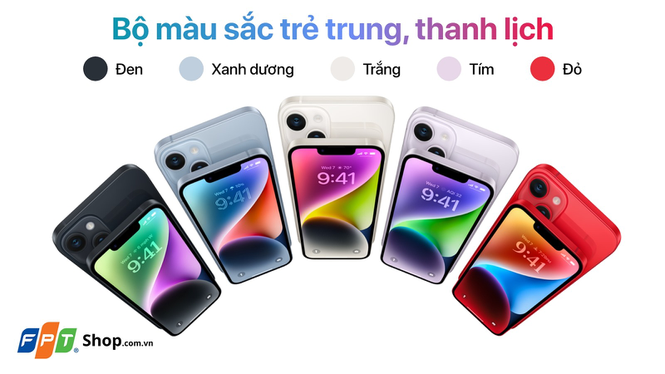 Bộ màu sắc trẻ trung, thanh lịch
Đen
Xanh dương
Trắng
Tím
Đỏ
9:41
9:41
9:41
9:41
9:41
FPT® Shop.com.vn